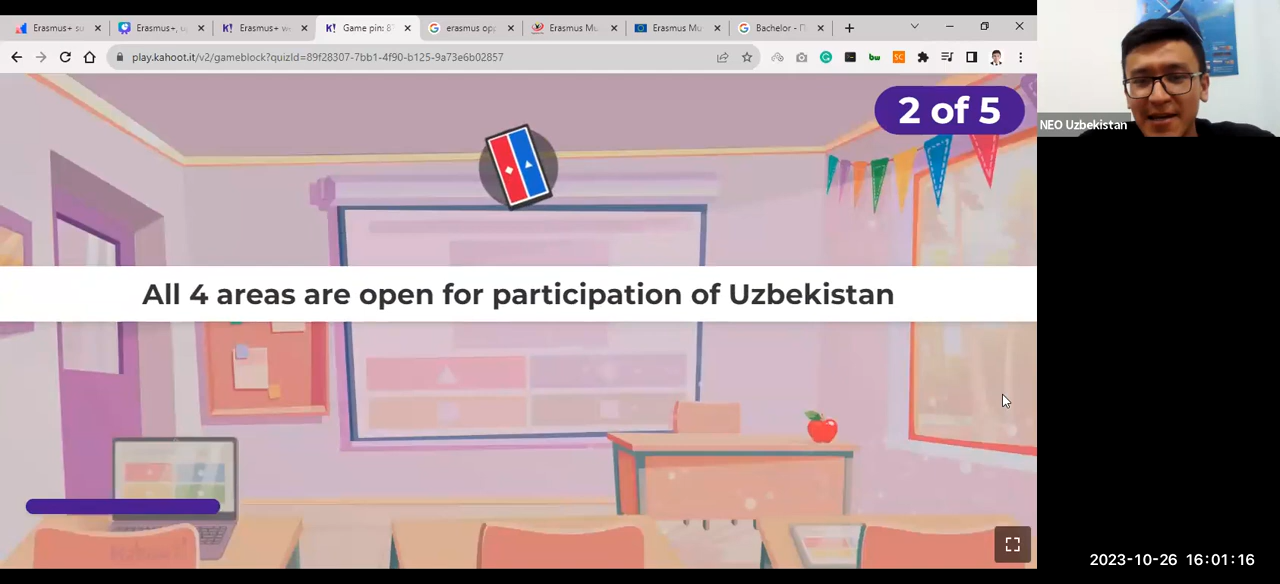 Erasmus+ su
Erasmus+, u
Erasmus+ w
Game pin: 8
erasmus opp
Erasmus Mu
Erasmus Mu
Bachelor - П
play.kahoot.it/v2/gameblock?quizId=89f28307-7bb1-4f90-b125-9a73e6b02857
2 of 5
NEO Uzbekistan
All 4 areas are open for participation of Uzbekistan
2023-10-26 16:01:16